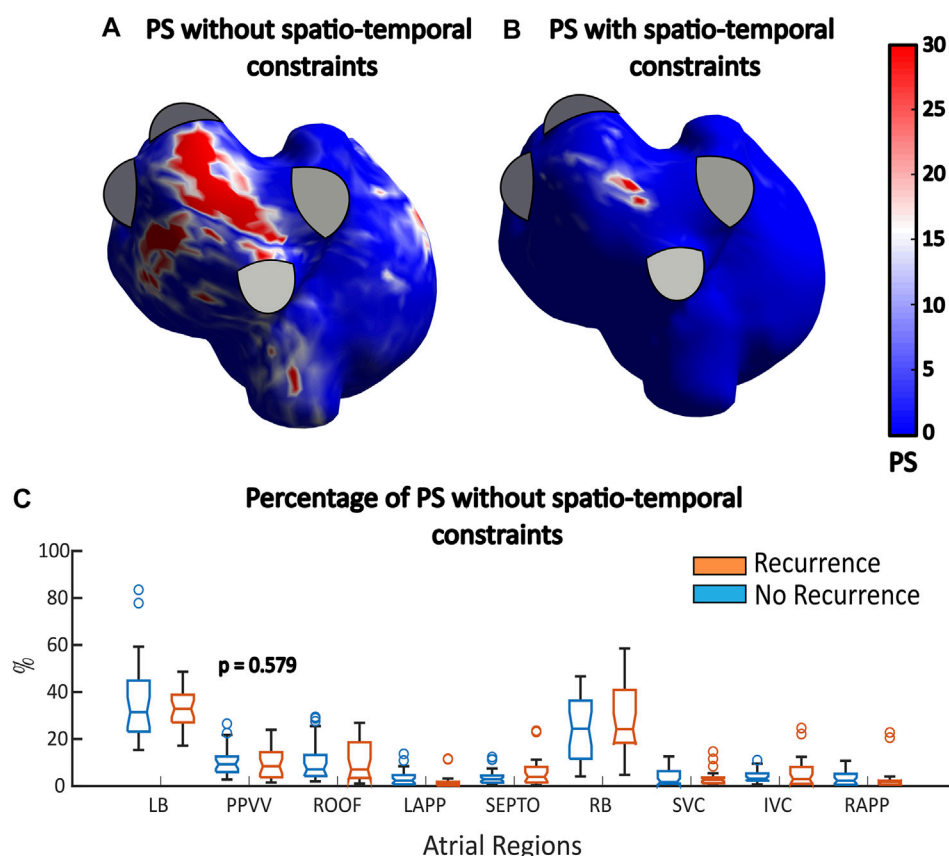 A PS without spatio-temporal constraints
B PS with spatio-temporal constraints
30
25
20
15
10
5
0
PS
C Percentage of PS without spatio-temporal constraints
Recurrence
No Recurrence
100
80
60
40
20
0
%
p = 0.579
LB PPVV ROOF LAPP SEPTO RB SVC IVC RAPP
Atrial Regions